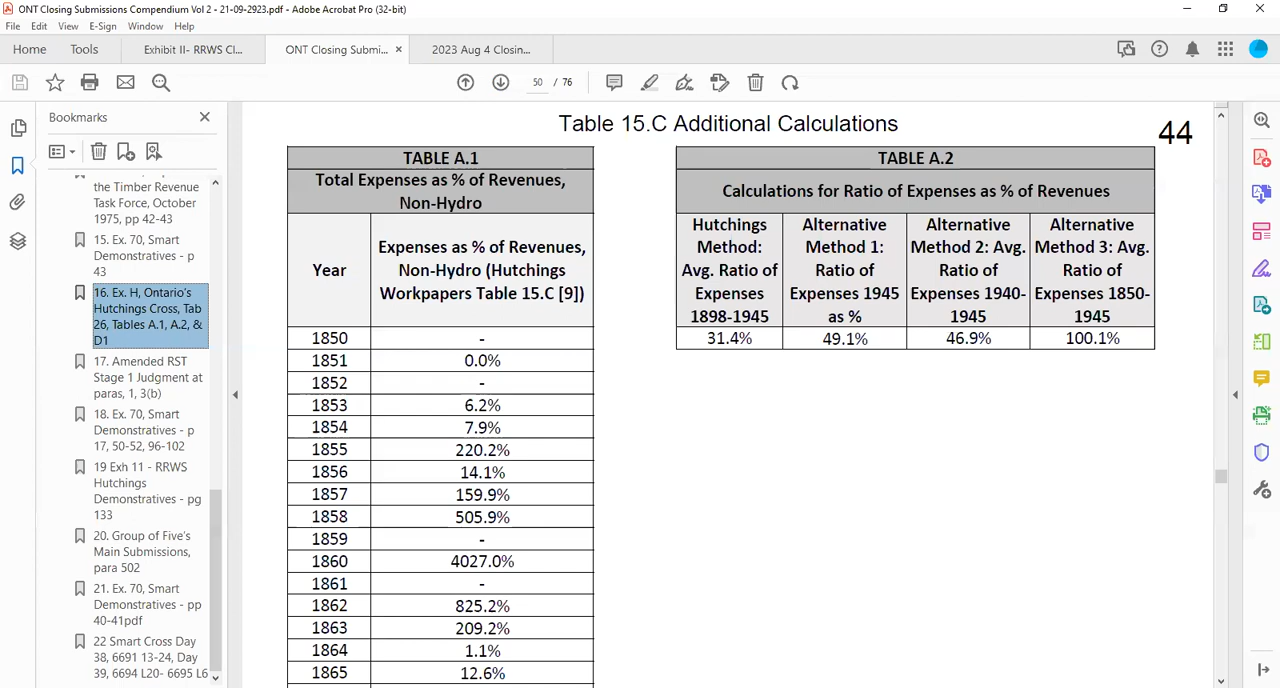 ONT Closing Submissions Compendium Vol 2 - 21-09-2923.pdf - Adobe Acrobat Pro (32-bit)
File Edit View E-Sign Window Help
Home Tools Exhibit II- RRWS Cl... ONT Closing Submi... × 2023 Aug 4 Closin...
50 / 76
Bookmarks
the Timber Revenue
Task Force, October
1975, pp 42-43
15. Ex. 70, Smart
Demonstratives - p
43
16. Ex. H, Ontario's
Hutchings Cross, Tab
26, Tables A.1, A.2, &
D1
17. Amended RST
Stage 1 Judgment at
paras, 1, 3(b)
18. Ex. 70, Smart
Demonstratives - p
17, 50-52, 96-102
19 Exh 11 - RRWS
Hutchings
Demonstratives - pg
133
20. Group of Five's
Main Submissions,
para 502
21. Ex. 70, Smart
Demonstratives - pp
40-41pdf
22 Smart Cross Day
38, 6691 13-24, Day
39, 6694 L20- 6695 L6
Table 15.C Additional Calculations
44
TABLE A.1
Total Expenses as % of Revenues,
Non-Hydro
Year
Expenses as % of Revenues,
Non-Hydro (Hutchings
Workpapers Table 15.C [9])
1850 -
1851 0.0%
1852 -
1853 6.2%
1854 7.9%
1855 220.2%
1856 14.1%
1857 159.9%
1858 505.9%
1859 -
1860 4027.0%
1861 -
1862 825.2%
1863 209.2%
1864 1.1%
1865 12.6%
TABLE A.2
Calculations for Ratio of Expenses as % of Revenues
Hutchings
Method:
Avg. Ratio of
Expenses
1898-1945
Alternative
Method 1:
Ratio of
Expenses 1945
as %
Alternative
Method 2: Avg.
Ratio of
Expenses 1940-
1945
Alternative
Method 3: Avg.
Ratio of
Expenses 1850-
1945
31.4% 49.1% 46.9% 100.1%